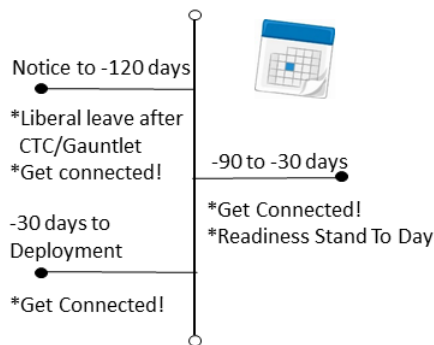 Notice to -120 days
*Liberal leave after
CTC/Gauntlet
*Get connected!
-90 to -30 days
*Get Connected!
*Readiness Stand To Day
-30 days to
Deployment
*Get Connected!